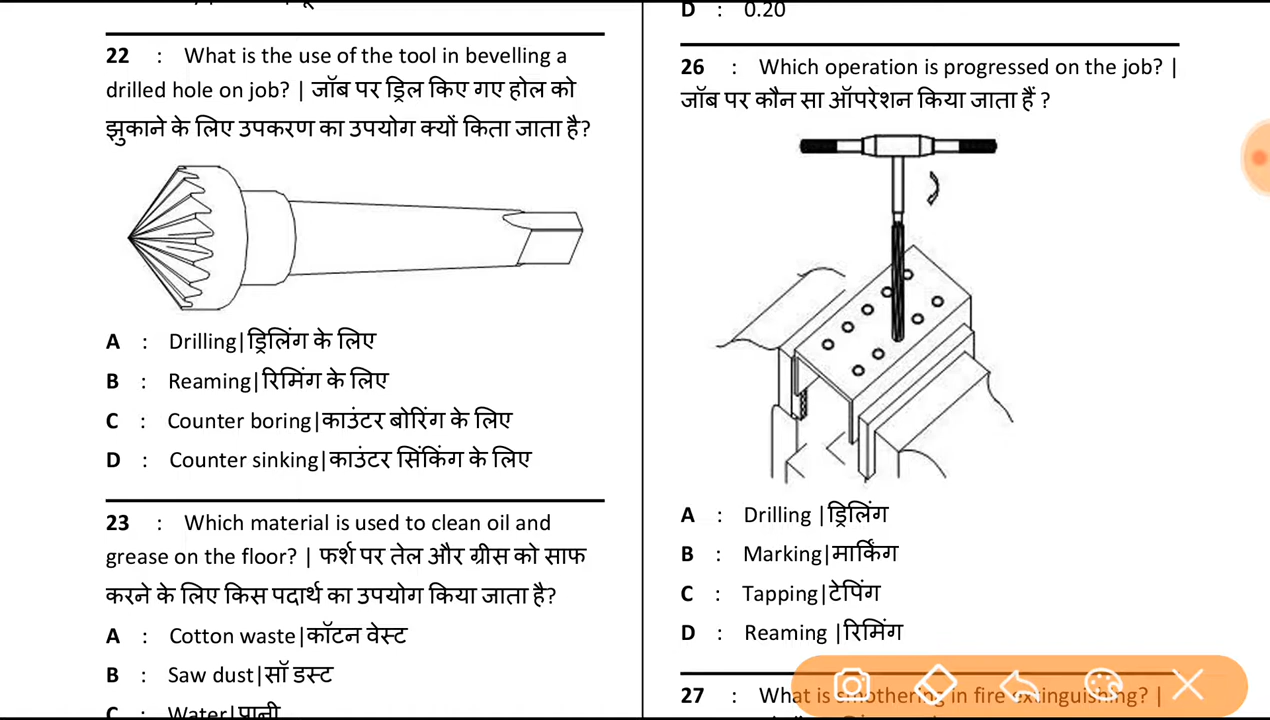 22 : What is the use of the tool in bevelling a
drilled hole on job? | जॉब पर ड्रिल किए गए होल को
झुकाने के लिए उपकरण का उपयोग क्यों किता जाता है?
A : Drilling|ड्रिलिंग के लिए
B : Reaming|रिमिंग के लिए
C : Counter boring|काउंटर बोरिंग के लिए
D : Counter sinking|काउंटर सिंकिंग के लिए
23 : Which material is used to clean oil and
grease on the floor? | फर्श पर तेल और ग्रीस को साफ
करने के लिए किस पदार्थ का उपयोग किया जाता है?
A : Cotton waste|कॉटन वेस्ट
B : Saw dust|सॉ डस्ट
C : Water|पानी
D : 0.20
26 : Which operation is progressed on the job? |
जॉब पर कौन सा ऑपरेशन किया जाता हैं ?
A : Drilling |ड्रिलिंग
B : Marking|मार्किंग
C : Tapping|टेपिंग
D : Reaming |रिमिंग
27 : What is smothering in fire extinguishing? |